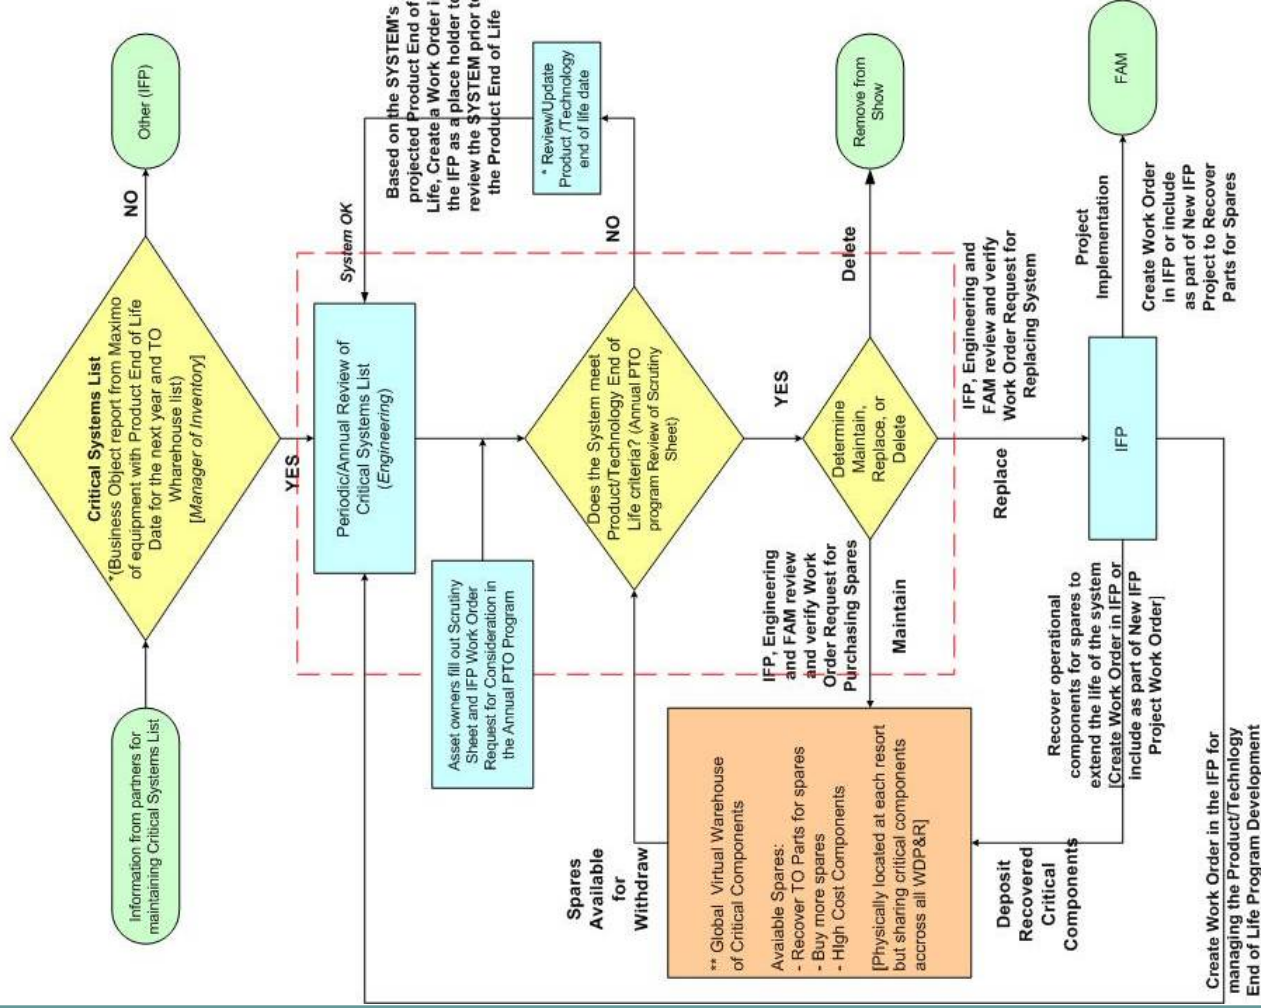 Information from partners for
maintaining Critical Systems List
Critical Systems List
*(Business Object report from Maximo
of equipment with Product End of Life
Date for the next year and TO
Wharehouse list)
[Manager of Inventory]
NO
Other (IFP)
YES
Periodic/Annual Review of
Critical Systems List
(Engineering)
System OK
Based on the SYSTEM's
projected Product End of
Life, Create a Work Order
the IFP as a place holder to
review the SYSTEM prior to
the Product End of Life
Asset owners fill out Scrutiny
Sheet and IFP Work Order
Request for Consideration in
the Annual PTO Program
Does the System meet
Product/Technology End of
Life criteria? (Annual PTO
program Review of Scrutiny
Sheet)
NO
* Review/Update
Product /Technology
end of life date
YES
Spares
Available
for
Withdraw
** Global  Virtual Warehouse
of Critical Components
Avaiable Spares:
- Recover TO Parts for spares
- Buy more spares
- HIgh Cost Components
[Physically located at each resort
but sharing critical components
accross all WDP&R]
IFP, Engineering
and FAM review
and verify Work
Order Request for
Purchasing Spares
Maintain
Determine
Maintain,
Replace, or
Delete
Delete
Remove from
Show
IFP, Engineering and
FAM review and verify
Work Order Request for
Replacing System
Replace
Deposit
Recovered
Critical
Components
Recover operational
components for spares to
extend the life of the system
[Create Work Order in IFP or
include as part of New IFP
Project Work Order]
IFP
Project
Implementation
FAM
Create Work Order
in IFP or include
as part of New IFP
Project to Recover
Parts for Spares
Create Work Order in the IFP for
managing the Product/Technlogy
End of Life Program Development